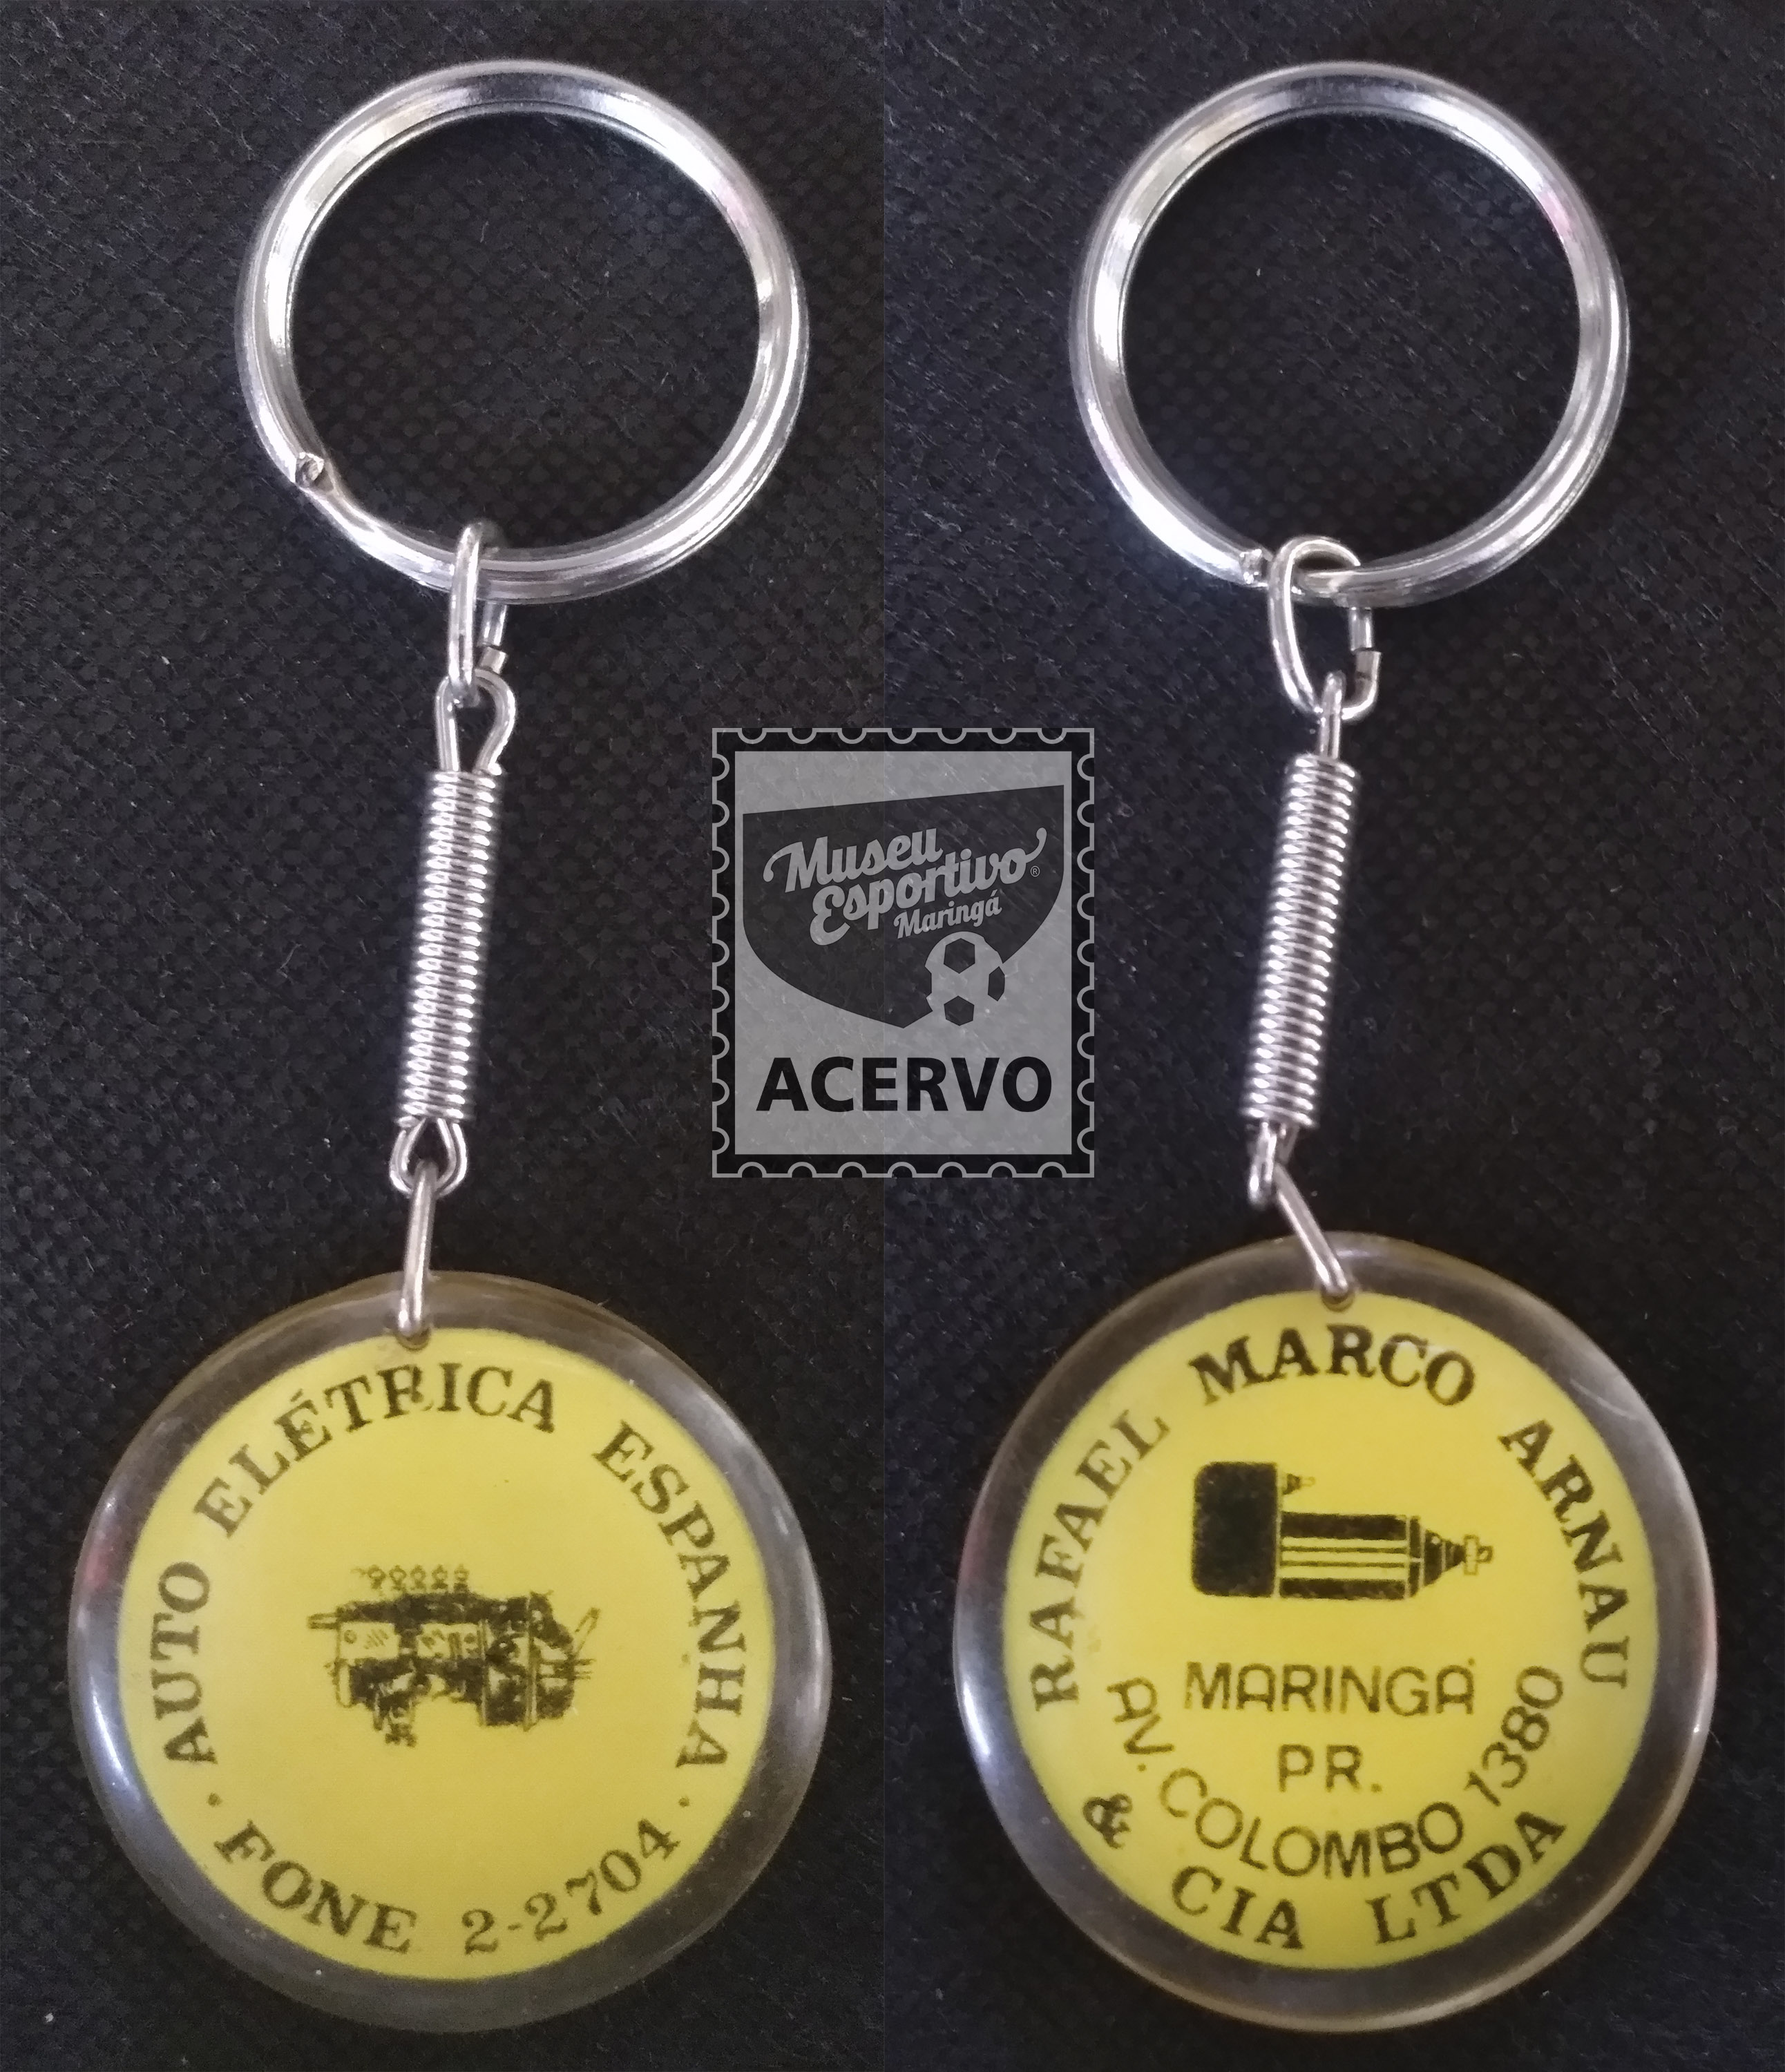 AUTO ELÉTRICA ESPANHA
· FONE 2-2704 ·
Museu
Esportivo®
Maringá
ACERVO
RAFAEL MARCO ARNAU
& CIA LTDA
MARINGÁ
PR.
AV. COLOMBO 1380